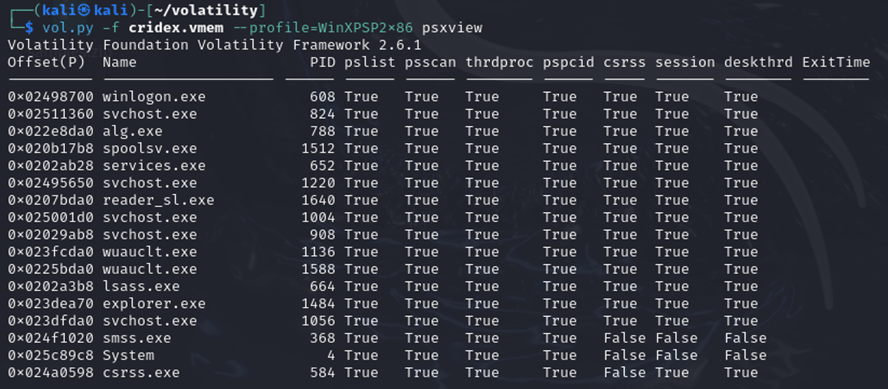 ┌──(kali㉿kali)-[~/volatility]
└─$ vol.py -f cridex.vmem --profile=WinXPSP2×86 psxview
Volatility Foundation Volatility Framework 2.6.1
Offset(P) Name PID pslist psscan thrdproc pspcid csrss session deskthrd ExitTime
0×02498700 winlogon.exe 608 True True True True True True True
0×02511360 svchost.exe 824 True True True True True True True
0×022e8da0 alg.exe 788 True True True True True True True
0×020b17b8 spoolsv.exe 1512 True True True True True True True
0×0202ab28 services.exe 652 True True True True True True True
0×02495650 svchost.exe 1220 True True True True True True True
0×0207bda0 reader_sl.exe 1640 True True True True True True True
0×025001d0 svchost.exe 1004 True True True True True True True
0×02029ab8 svchost.exe 908 True True True True True True True
0×023fcda0 wuauclt.exe 1136 True True True True True True True
0×0225bda0 wuauclt.exe 1588 True True True True True True True
0×0202a3b8 lsass.exe 664 True True True True True True True
0×023dea70 explorer.exe 1484 True True True True True True True
0×023dfda0 svchost.exe 1056 True True True True True True True
0×024f1020 smss.exe 368 True True True True False False False
0×025c89c8 System 4 True True True True False False False
0×024a0598 csrss.exe 584 True True True True False True True